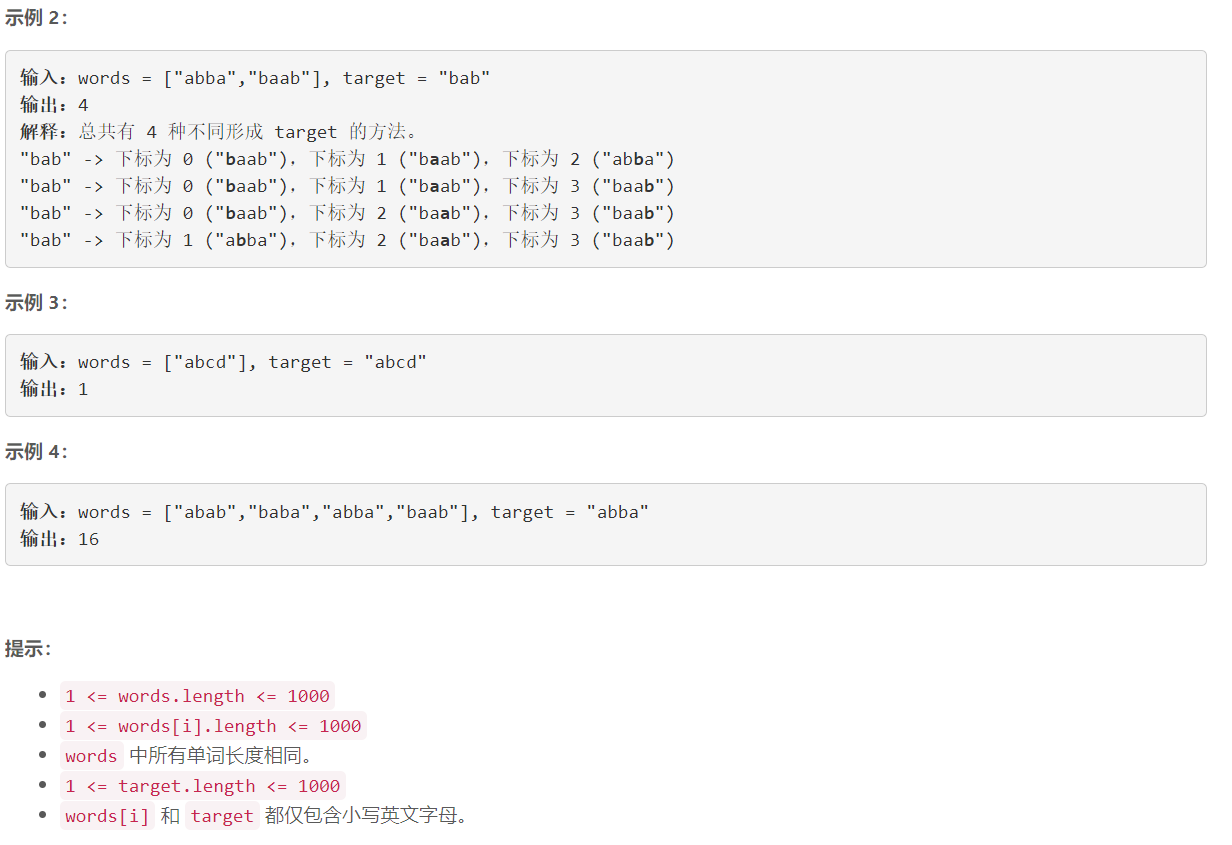 示例 2：
输入：words = ["abba","baab"], target = "bab"
输出：4
解释：总共有 4 种不同形成 target 的方法。
"bab" -> 下标为 0 ("baab")，下标为 1 ("baab")，下标为 2 ("abba")
"bab" -> 下标为 0 ("baab")，下标为 1 ("baab")，下标为 3 ("baab")
"bab" -> 下标为 0 ("baab")，下标为 2 ("baab")，下标为 3 ("baab")
"bab" -> 下标为 1 ("abba")，下标为 2 ("baab")，下标为 3 ("baab")
示例 3：
输入：words = ["abcd"], target = "abcd"
输出：1
示例 4：
输入：words = ["abab","baba","abba","baab"], target = "abba"
输出：16
提示：
1 <= words.length <= 1000
1 <= words[i].length <= 1000
words 中所有单词长度相同。
1 <= target.length <= 1000
words[i] 和 target 都仅包含小写英文字母。